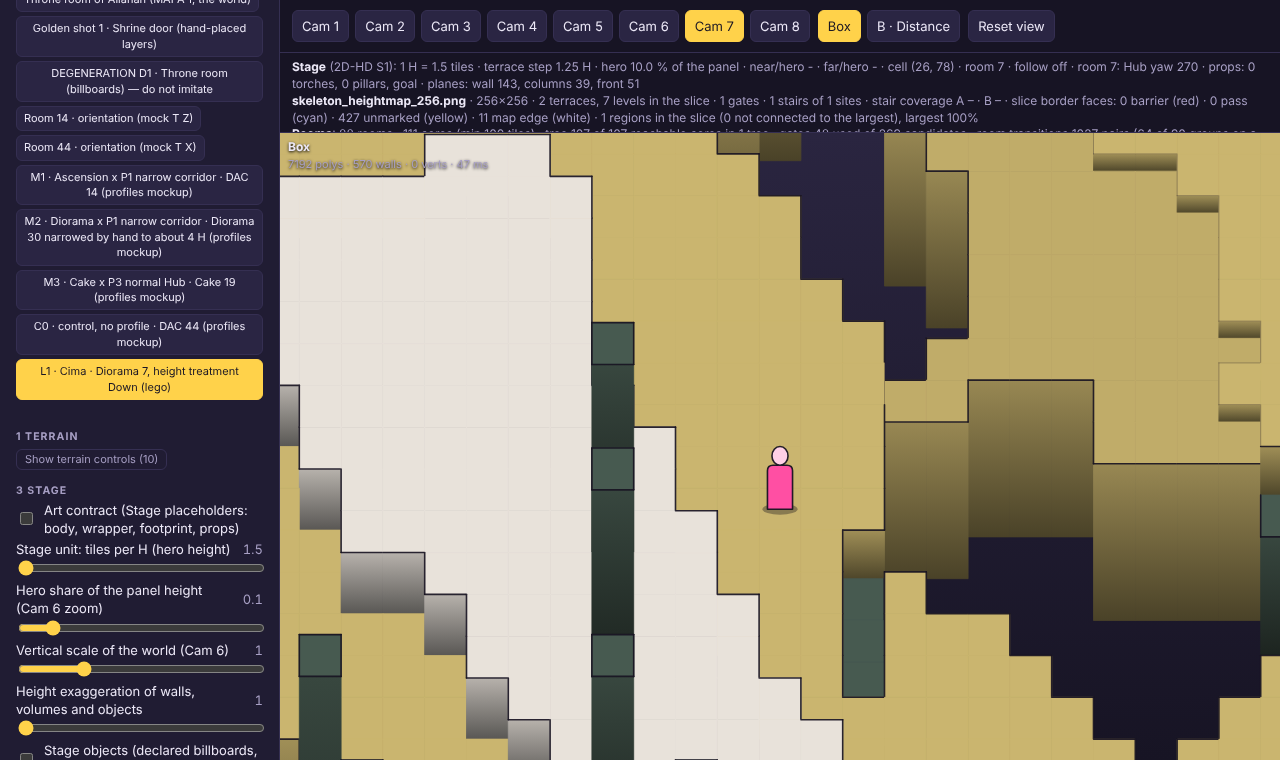 Throne room of Allanah (MAPA 1, the world)
Golden shot 1 · Shrine door (hand-placed
layers)
DEGENERATION D1 · Throne room
(billboards) — do not imitate
Room 14 · orientation (mock T Z)
Room 44 · orientation (mock T X)
M1 · Ascension x P1 narrow corridor · DAC
14 (profiles mockup)
M2 · Diorama x P1 narrow corridor · Diorama
30 narrowed by hand to about 4 H (profiles
mockup)
M3 · Cake x P3 normal Hub · Cake 19
(profiles mockup)
C0 · control, no profile · DAC 44 (profiles
mockup)
L1 · Cima · Diorama 7, height treatment
Down (lego)
1 TERRAIN
Show terrain controls (10)
3 STAGE
Art contract (Stage placeholders:
body, wrapper, footprint, props)
Stage unit: tiles per H (hero height) 1.5
Hero share of the panel height
(Cam 6 zoom) 0.1
Vertical scale of the world (Cam 6) 1
Height exaggeration of walls,
volumes and objects 1
Stage objects (declared billboards,
Cam 1 Cam 2 Cam 3 Cam 4 Cam 5 Cam 6 Cam 7 Cam 8 Box B · Distance Reset view
Stage (2D-HD S1): 1 H = 1.5 tiles · terrace step 1.25 H · hero 10.0 % of the panel · near/hero - · far/hero - · cell (26, 78) · room 7 · follow off · room 7: Hub yaw 270 · props: 0
torches, 0 pillars, goal · planes: wall 143, columns 39, front 51
skeleton_heightmap_256.png · 256×256 · 2 terraces, 7 levels in the slice · 1 gates · 1 stairs of 1 sites · stair coverage A – · B – · slice border faces: 0 barrier (red) · 0 pass
(cyan) · 427 unmarked (yellow) · 11 map edge (white) · 1 regions in the slice (0 not connected to the largest), largest 100%
Box
7192 polys · 570 walls · 0 verts · 47 ms